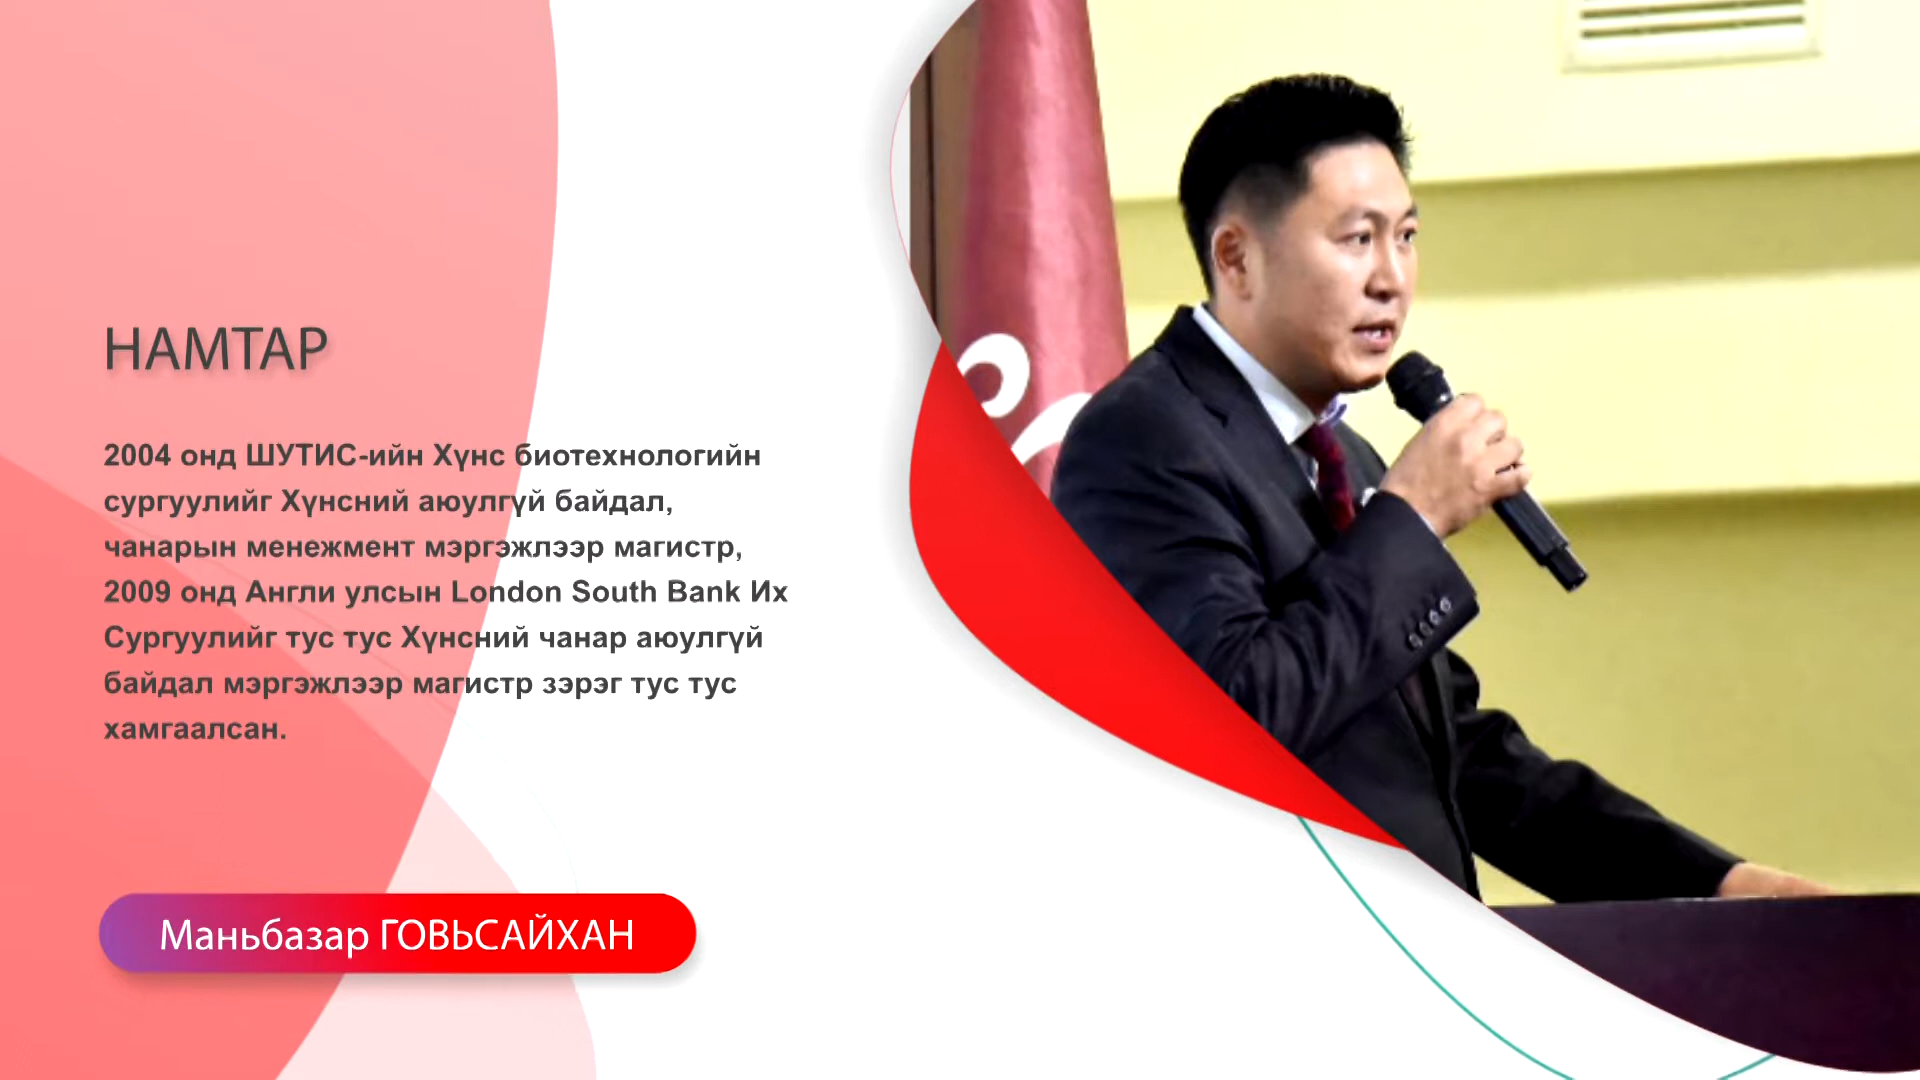 НАМТАР
2004 онд ШУТИС-ийн Хүнс биотехнологийн
сургуулийг Хүнсний аюулгүй байдал,
чанарын менежмент мэргэжлээр магистр,
2009 онд Англи улсын London South Bank Их
Сургуулийг тус тус Хүнсний чанар аюулгүй
байдал мэргэжлээр магистр зэрэг тус тус
хамгаалсан.
Маньбазар ГОВЬСАЙХАН